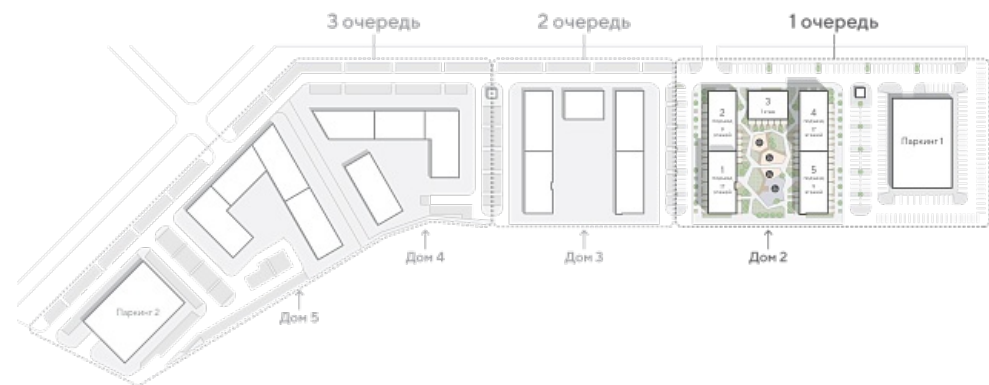 3 очередь
2 очередь
1 очередь
2
3
4
1
5
Паркинг 1
Дом 4
Дом 3
Дом 2
Дом 5
Паркинг 2